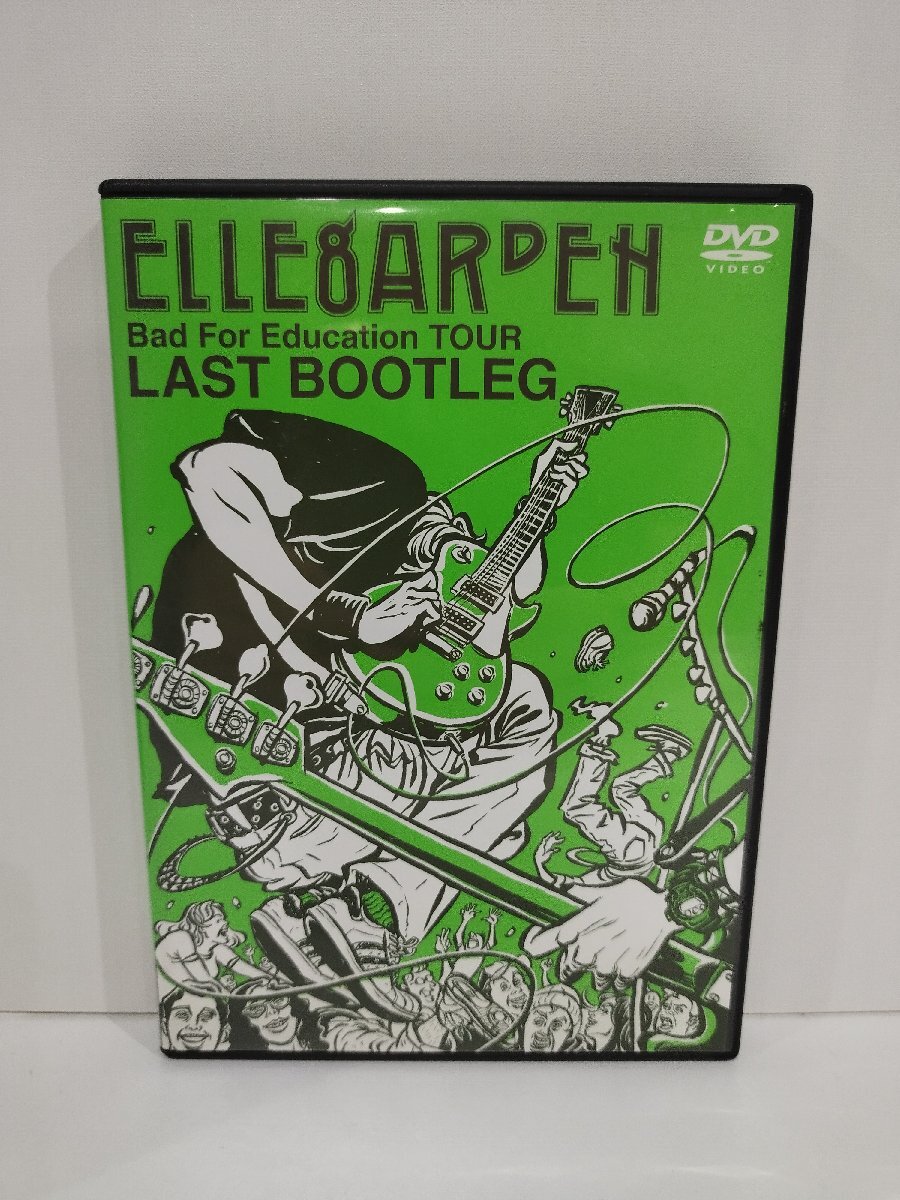 ELLEGARDEN
DVD
VIDEO
Bad For Education TOUR
LAST BOOTLEG